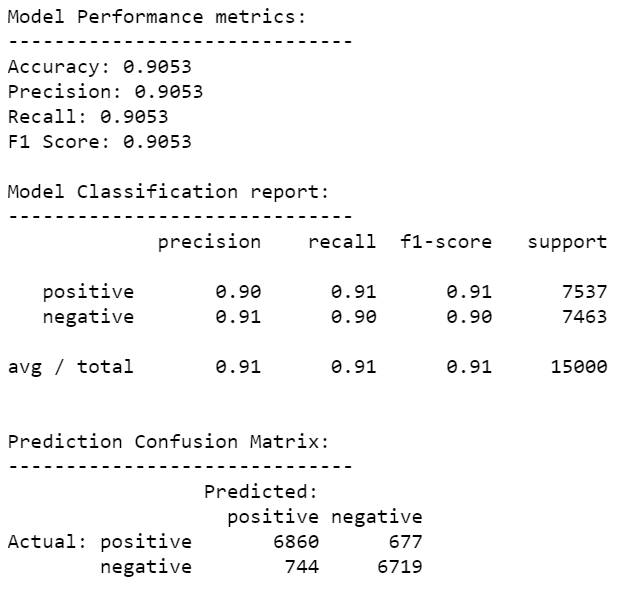 Model Performance metrics:
------------------------------
Accuracy: 0.9053
Precision: 0.9053
Recall: 0.9053
F1 Score: 0.9053
Model Classification report:
------------------------------
precision recall f1-score support
positive 0.90 0.91 0.91 7537
negative 0.91 0.90 0.90 7463
avg / total 0.91 0.91 0.91 15000
Prediction Confusion Matrix:
------------------------------
Predicted:
positive negative
Actual: positive 6860 677
negative 744 6719